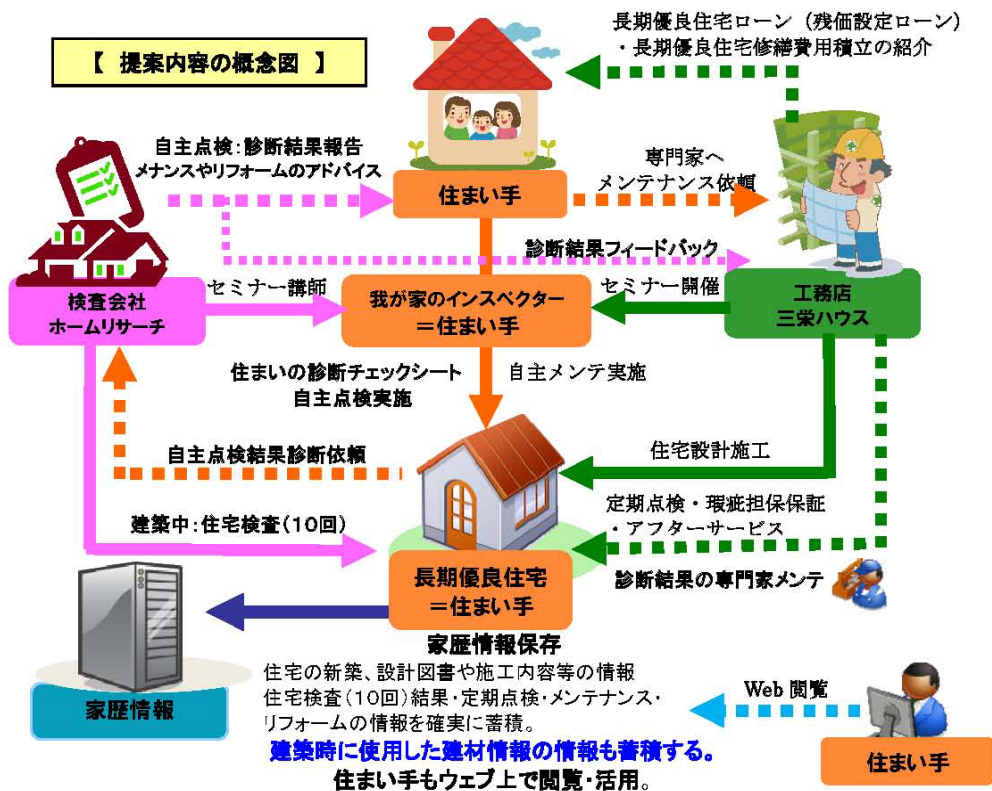 【 提案内容の概念図 】
長期優良住宅ローン（残価設定ローン）
・長期優良住宅修繕費用積立の紹介
自主点検：診断結果報告
メナンスやリフォームのアドバイス
住まい手
専門家へ
メンテナンス依頼
診断結果フィードバック
検査会社
ホームリサーチ
セミナー講師
我が家のインスペクター
＝住まい手
セミナー開催
工務店
三栄ハウス
住まいの診断チェックシート
自主点検実施
自主メンテ実施
自主点検結果診断依頼
住宅設計施工
建築中：住宅検査(10回)
定期点検・瑕疵担保保証
・アフターサービス
長期優良住宅
＝住まい手
診断結果の専門家メンテ
家歴情報保存
住宅の新築、設計図書や施工内容等の情報
住宅検査(10回)結果・定期点検・メンテナンス・
リフォームの情報を確実に蓄積。
建築時に使用した建材情報の情報も蓄積する。
住まい手もウェブ上で閲覧・活用。
家歴情報
Web 閲覧
住まい手